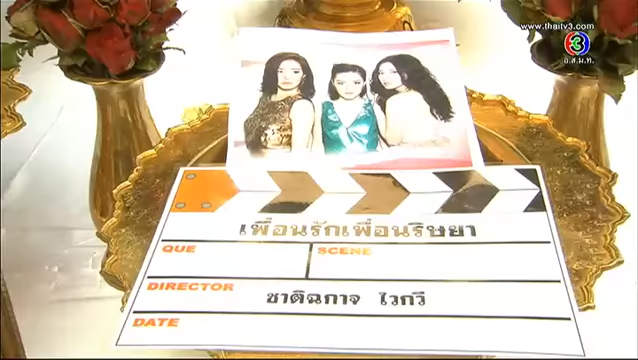 www.thaitv3.com
3
อ.ส.ม.ท.
เพื่อนรักเพื่อนริษยา
QUE
SCENE
DIRECTOR
ชาติฉกาจ ไวกวี
DATE